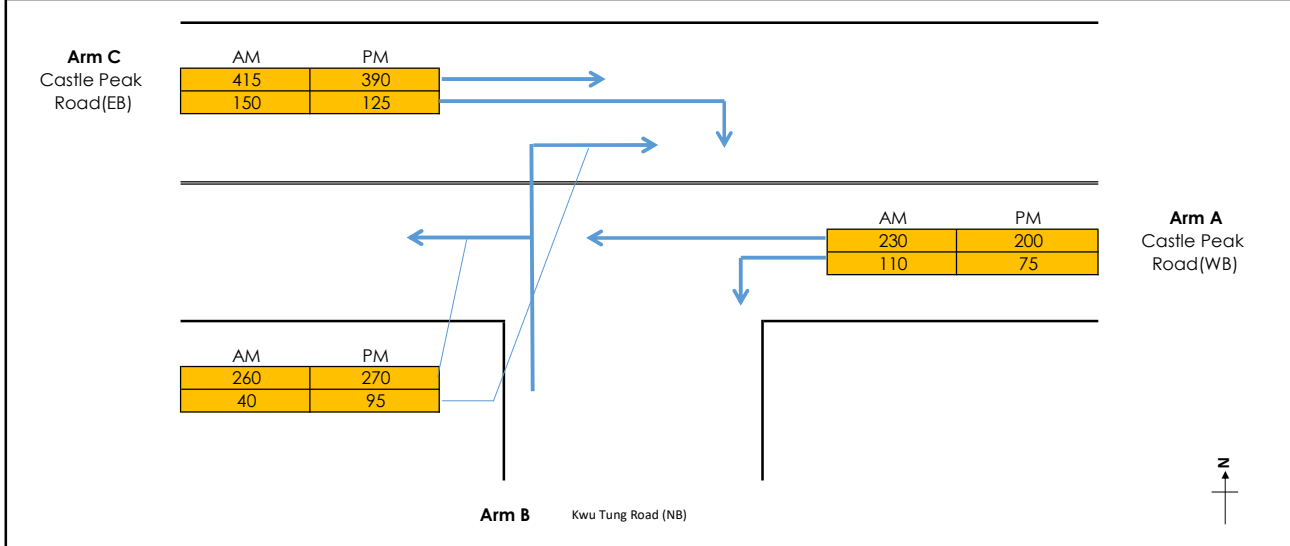 Arm C
Castle Peak
Road(EB)
AM PM
415 390
150 125
AM PM
230 200
110 75
Arm A
Castle Peak
Road(WB)
AM PM
260 270
40 95
Arm B Kwu Tung Road (NB)
N